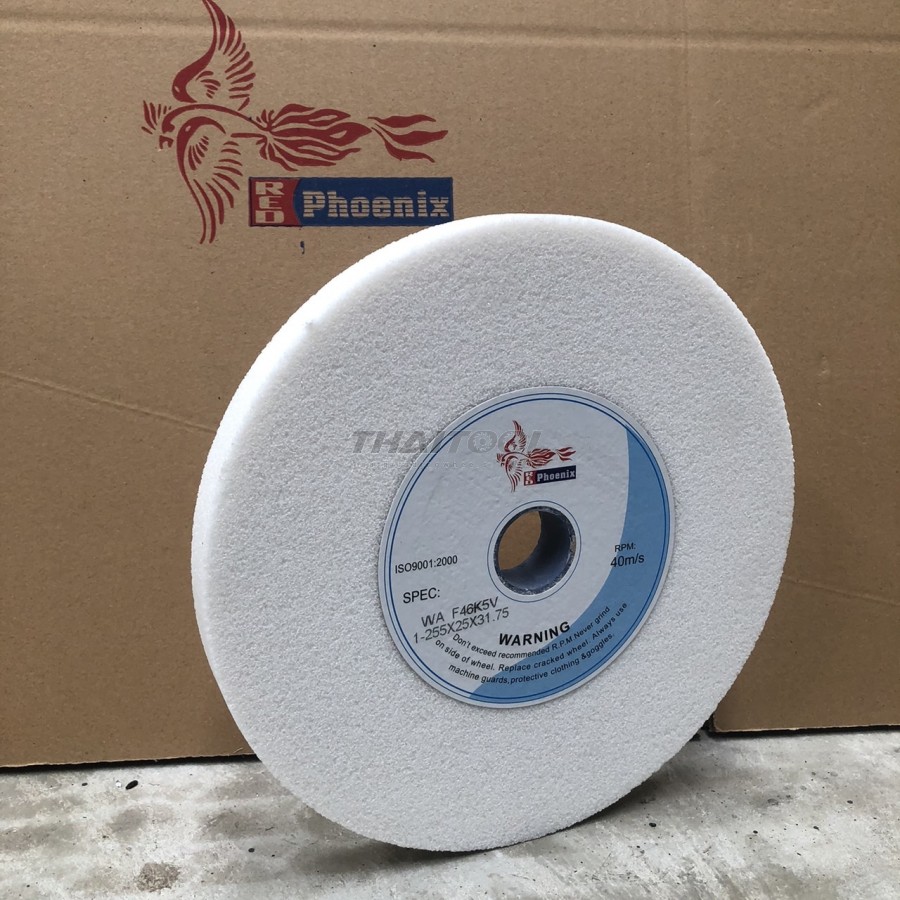 RED Phoenix
THAITOOL
RED Phoenix
ISO9001:2000
RPM:
40m/s
SPEC:
WA F46K5V
1-255X25X31.75
WARNING
Don't exceed recommended R.P.M.Never grind
on side of wheel. Replace cracked wheel. Always use
machine guards,protective clothing &goggles.